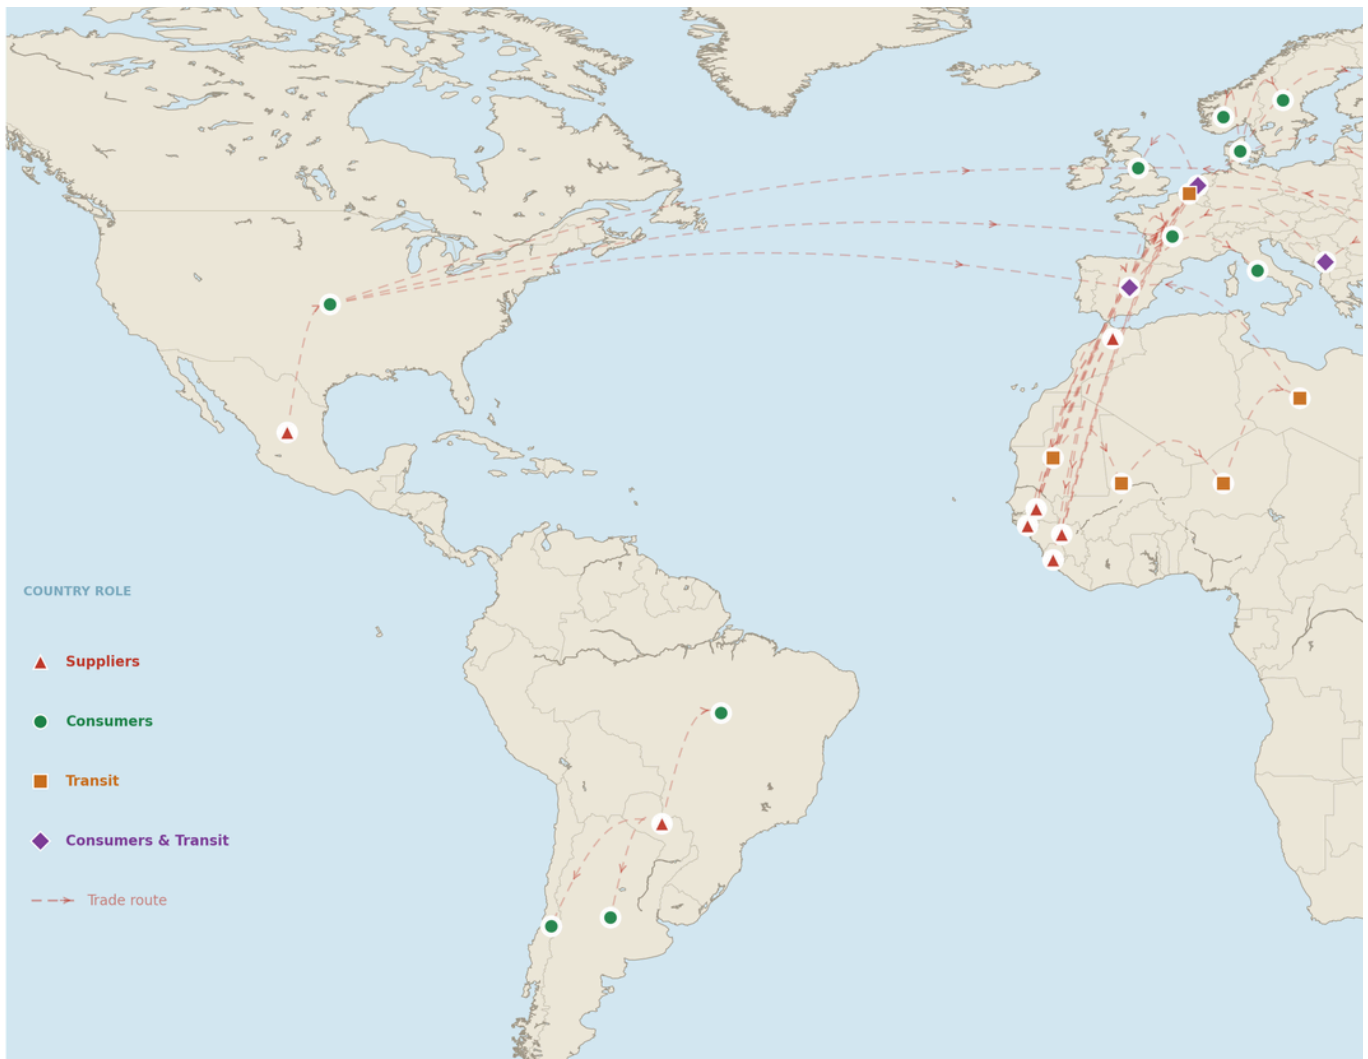 COUNTRY ROLE
Suppliers
Consumers
Transit
Consumers & Transit
Trade route